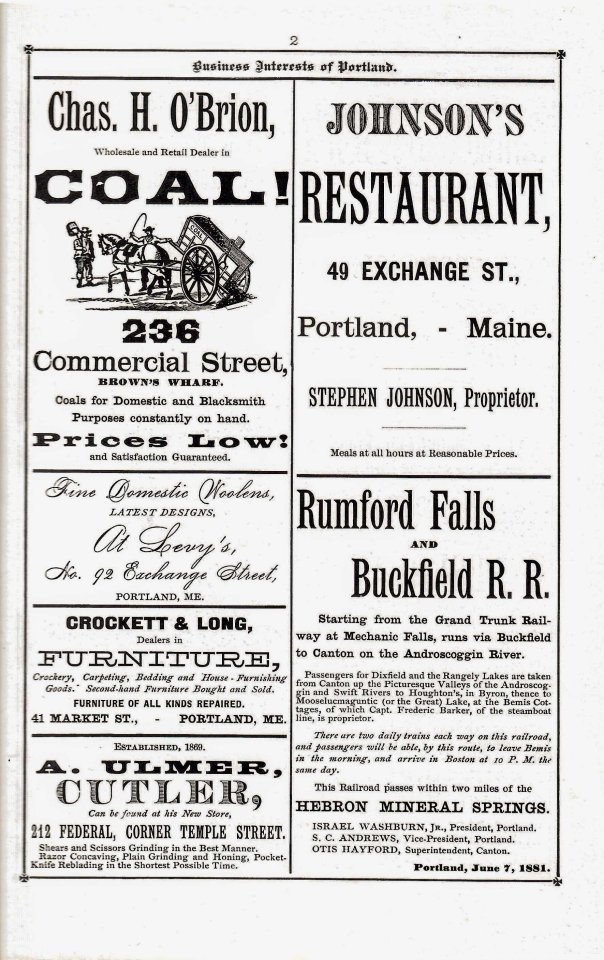 2
Business Interests of Portland.
Chas. H. O'Brion,
Wholesale and Retail Dealer in
COAL!
COAL
236
Commercial Street,
BROWN'S WHARF.
Coals for Domestic and Blacksmith
Purposes constantly on hand.
Prices Low!
and Satisfaction Guaranteed.
Fine Domestic Woolens,
LATEST DESIGNS,
At Levy's,
No. 92 Exchange Street,
PORTLAND, ME.
CROCKETT & LONG,
Dealers in
FURNITURE,
Crockery, Carpeting, Bedding and House-Furnishing
Goods. Second-hand Furniture Bought and Sold.
FURNITURE OF ALL KINDS REPAIRED.
41 MARKET ST., - PORTLAND, ME.
ESTABLISHED, 1869.
A. ULMER,
CUTLER,
Can be found at his New Store,
212 FEDERAL, CORNER TEMPLE STREET.
Shears and Scissors Grinding in the Best Manner.
Razor Concaving, Plain Grinding and Honing, Pocket-
Knife Reblading in the Shortest Possible Time.
JOHNSON'S
RESTAURANT,
49 EXCHANGE ST.,
Portland, - Maine.
STEPHEN JOHNSON, Proprietor.
Meals at all hours at Reasonable Prices.
Rumford Falls
AND
Buckfield R. R.
Starting from the Grand Trunk Rail-
way at Mechanic Falls, runs via Buckfield
to Canton on the Androscoggin River.
Passengers for Dixfield and the Rangely Lakes are taken
from Canton up the Picturesque Valleys of the Androscog-
gin and Swift Rivers to Houghton's, in Byron, thence to
Mooselucmaguntic (or the Great) Lake, at the Bemis Cot-
tages, of which Capt. Frederic Barker, of the steamboat
line, is proprietor.
There are two daily trains each way on this railroad,
and passengers will be able, by this route, to leave Bemis
in the morning, and arrive in Boston at 10 P. M. the
same day.
This Railroad passes within two miles of the
HEBRON MINERAL SPRINGS.
ISRAEL WASHBURN, JR., President, Portland.
S. C. ANDREWS, Vice-President, Portland.
OTIS HAYFORD, Superintendent, Canton.
Portland, June 7, 1881.